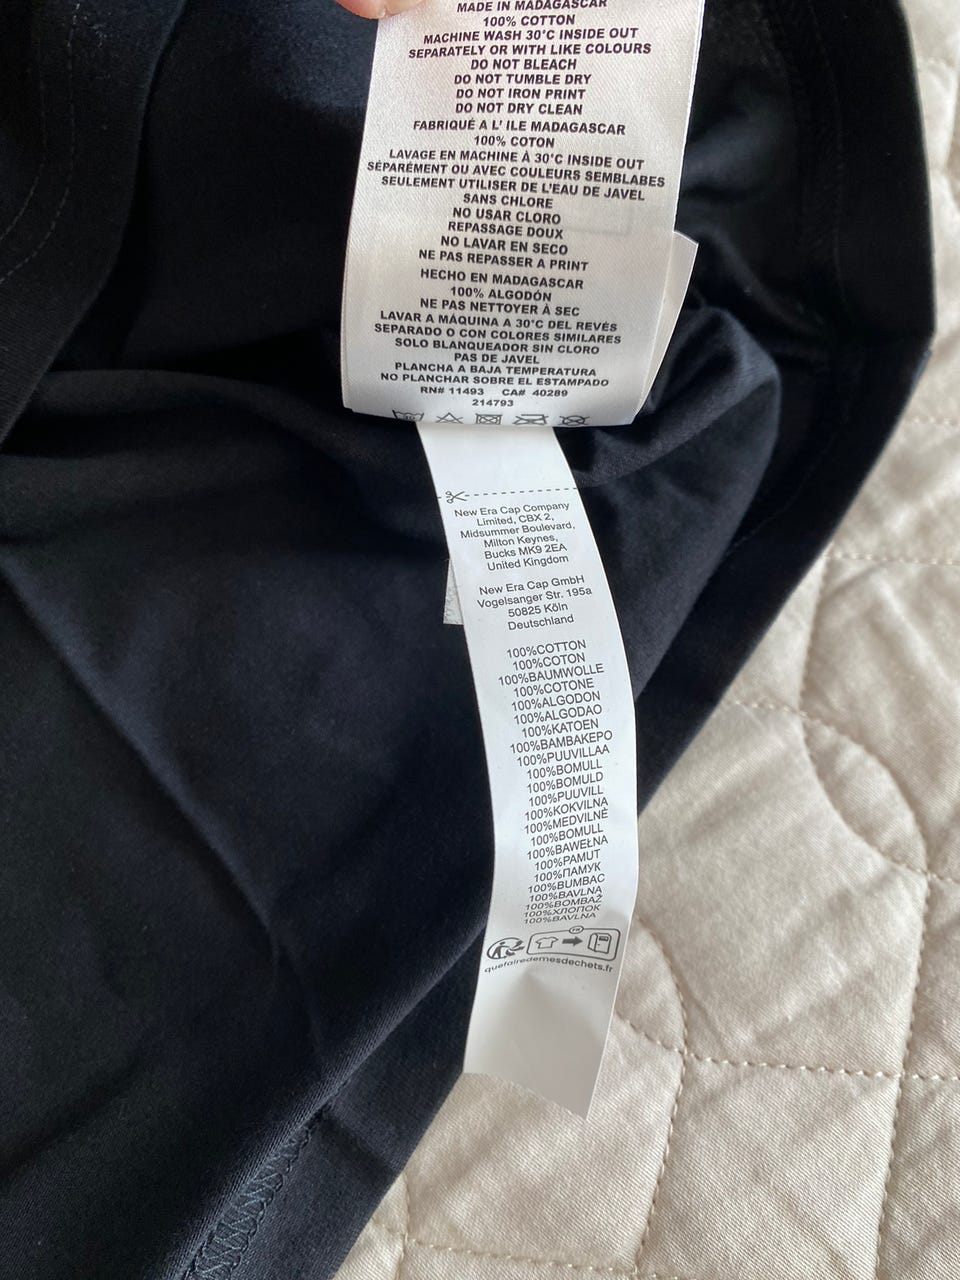 MADE IN MADAGASCAR
100% COTTON
MACHINE WASH 30°C INSIDE OUT
SEPARATELY OR WITH LIKE COLOURS
DO NOT BLEACH
DO NOT TUMBLE DRY
DO NOT IRON PRINT
DO NOT DRY CLEAN
FABRIQUÉ A L' ILE MADAGASCAR
100% COTON
LAVAGE EN MACHINE À 30°C INSIDE OUT
SÉPARÉMENT OU AVEC COULEURS SEMBLABES
SEULEMENT UTILISER DE L'EAU DE JAVEL
SANS CHLORE
NO USAR CLORO
REPASSAGE DOUX
NO LAVAR EN SECO
NE PAS REPASSER A PRINT
HECHO EN MADAGASCAR
100% ALGODÓN
NE PAS NETTOYER À SEC
LAVAR A MÁQUINA A 30°C DEL REVÉS
SEPARADO O CON COLORES SIMILARES
SOLO BLANQUEADOR SIN CLORO
PAS DE JAVEL
PLANCHA A BAJA TEMPERATURA
NO PLANCHAR SOBRE EL ESTAMPADO
RN# 11493 CA# 40289
214793
New Era Cap Company
Limited, CBX 2,
Midsummer Boulevard,
Milton Keynes,
Bucks MK9 2EA
United Kingdom
New Era Cap GmbH
Vogelsanger Str. 195a
50825 Köln
Deutschland
100%COTTON
100%COTON
100%BAUMWOLLE
100%COTONE
100%ALGODON
100%ALGODAO
100%KATOEN
100%BAMBAKEPO
100%PUUVILLAA
100%BOMULL
100%BOMULD
100%PUUVILL
100%KOKVILNA
100%MEDVILNĖ
100%BOMULL
100%BAWEŁNA
100%PAMUT
100%ПАМУК
100%BUMBAC
100%BAVLNA
100%BOMBAŽ
100%ХЛОПОК
100%BAVLNA
FR
quefairedemesdechets.fr